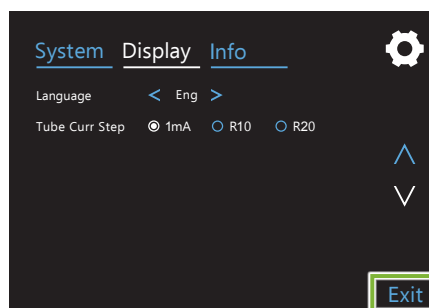 System Display Info
Language < Eng >
Tube Curr Step 1mA R10 R20
Exit